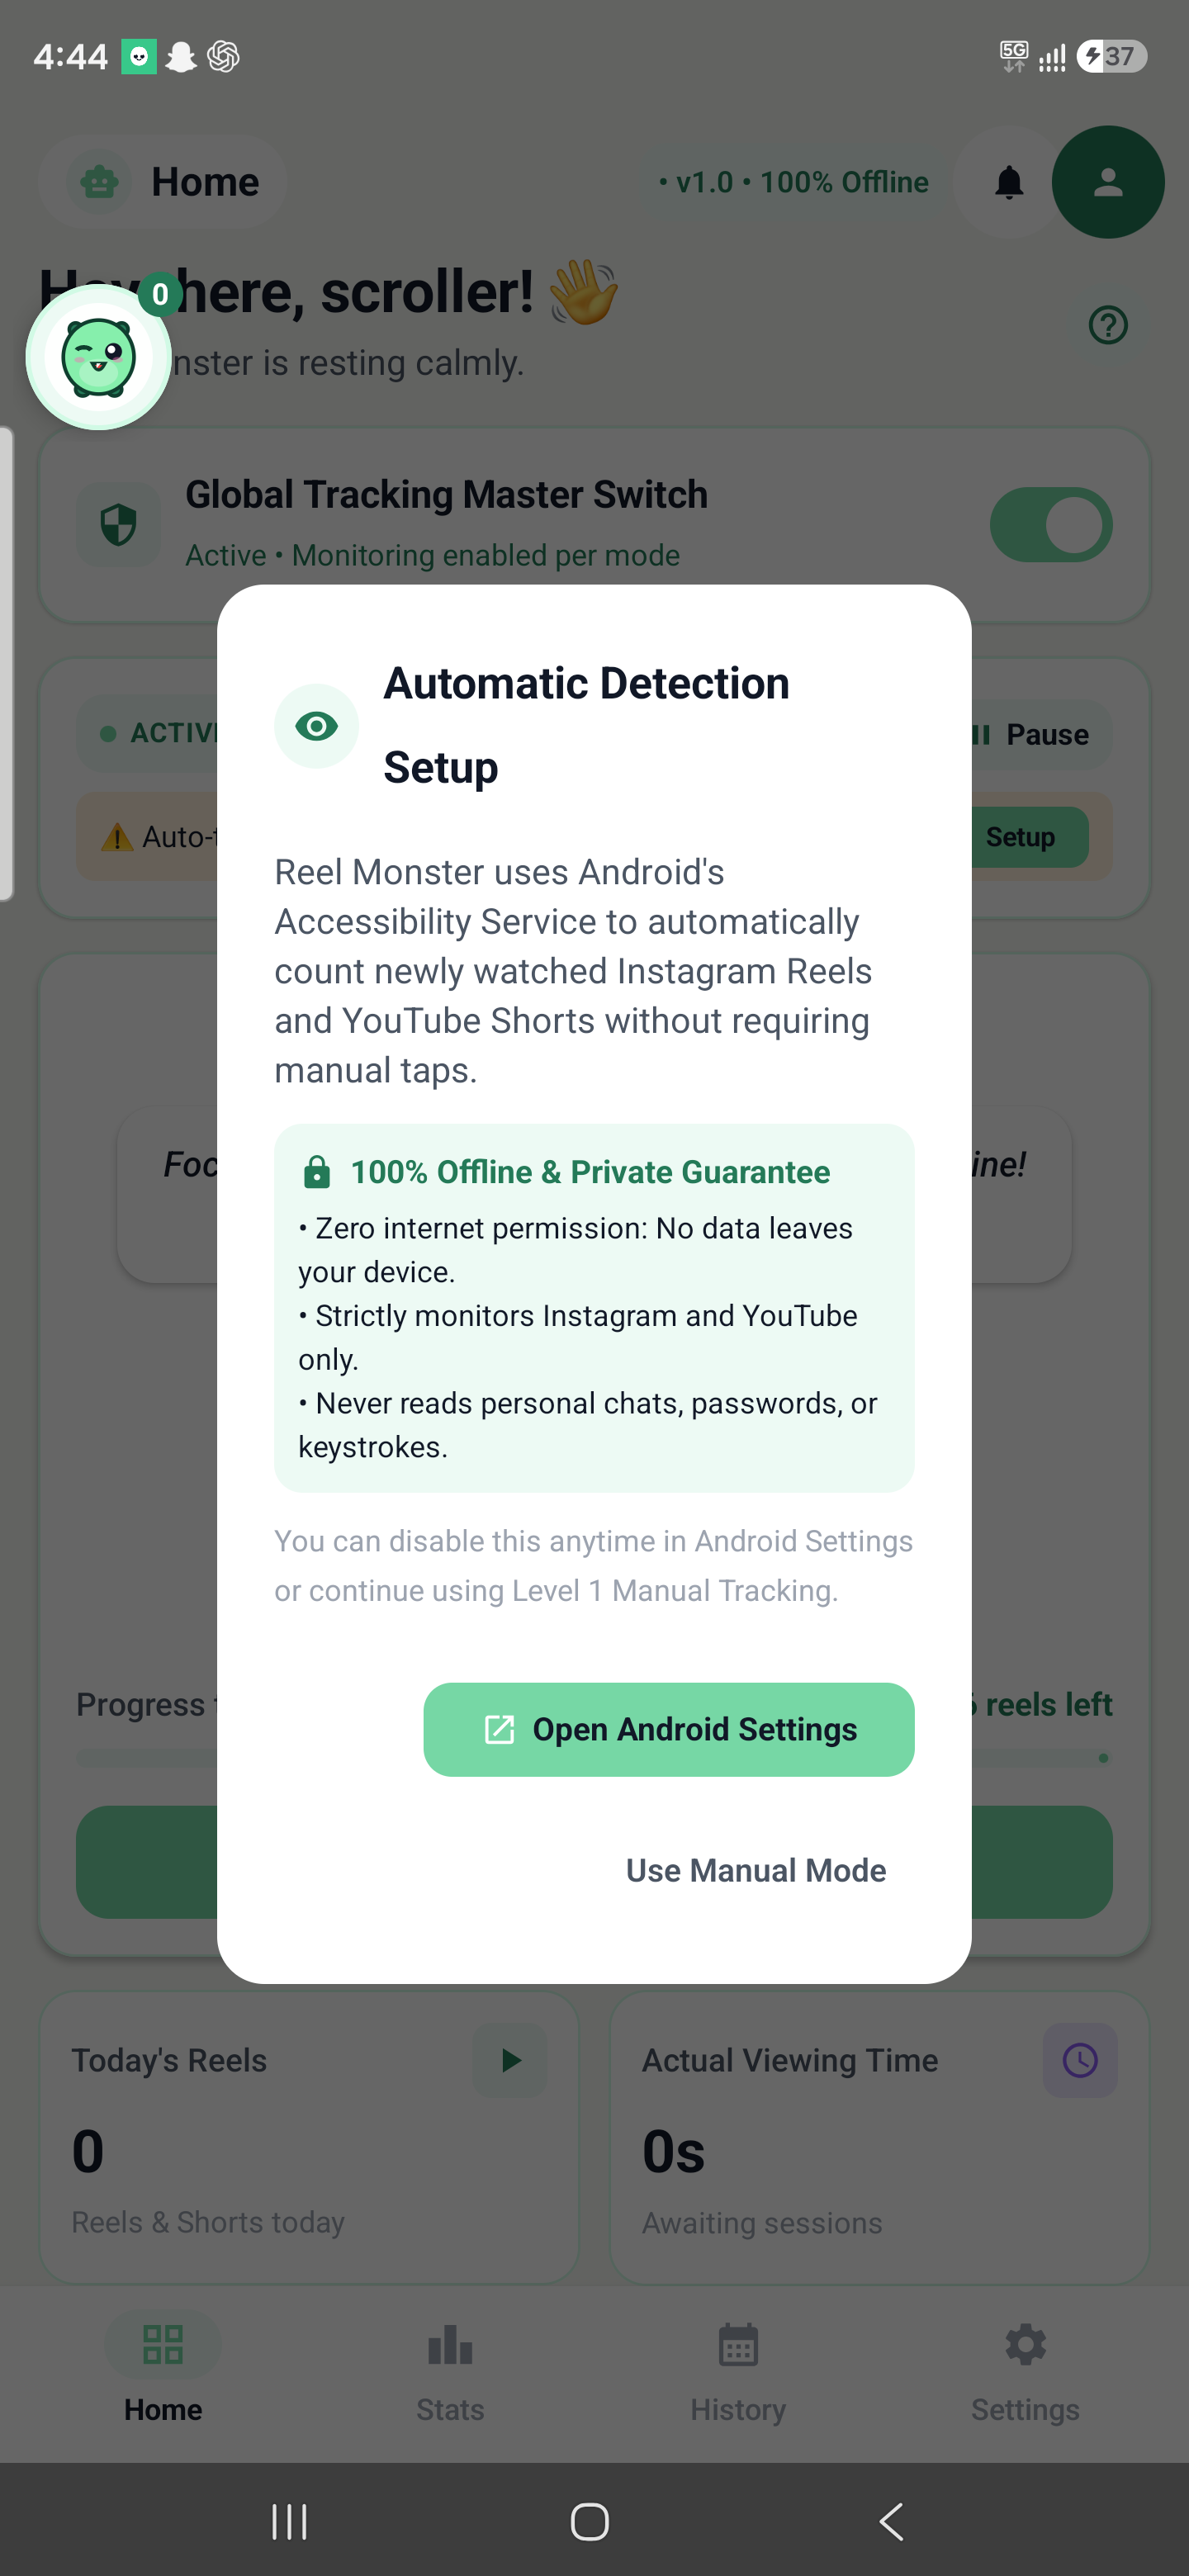 4:44
5G
37
Home
• v1.0 • 100% Offline
here, scroller! 👋
0
is resting calmly.
Global Tracking Master Switch
Active • Monitoring enabled per mode
Automatic Detection
Setup
Pause
Setup
Reel Monster uses Android's
Accessibility Service to automatically
count newly watched Instagram Reels
and YouTube Shorts without requiring
manual taps.
100% Offline & Private Guarantee
• Zero internet permission: No data leaves
your device.
• Strictly monitors Instagram and YouTube
only.
• Never reads personal chats, passwords, or
keystrokes.
You can disable this anytime in Android Settings
or continue using Level 1 Manual Tracking.
Progress
reels left
Open Android Settings
Use Manual Mode
Today's Reels
Actual Viewing Time
0
0s
Reels & Shorts today
Awaiting sessions
Home
Stats
History
Settings